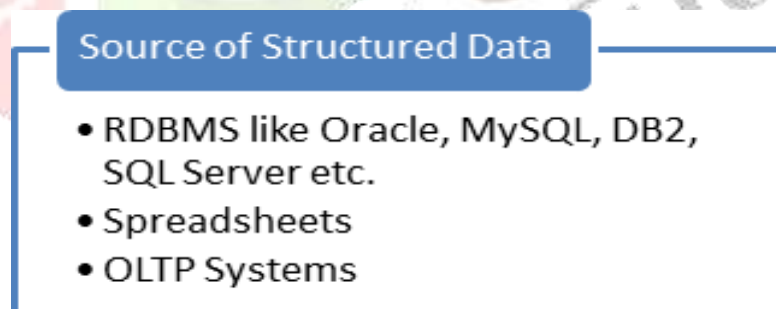 Source of Structured Data
• RDBMS like Oracle, MySQL, DB2,
SQL Server etc.
• Spreadsheets
• OLTP Systems